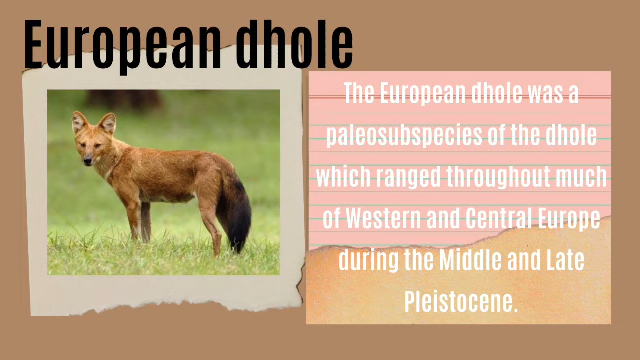 European dhole
The European dhole was a
paleosubspecies of the dhole
which ranged throughout much
of Western and Central Europe
during the Middle and Late
Pleistocene.